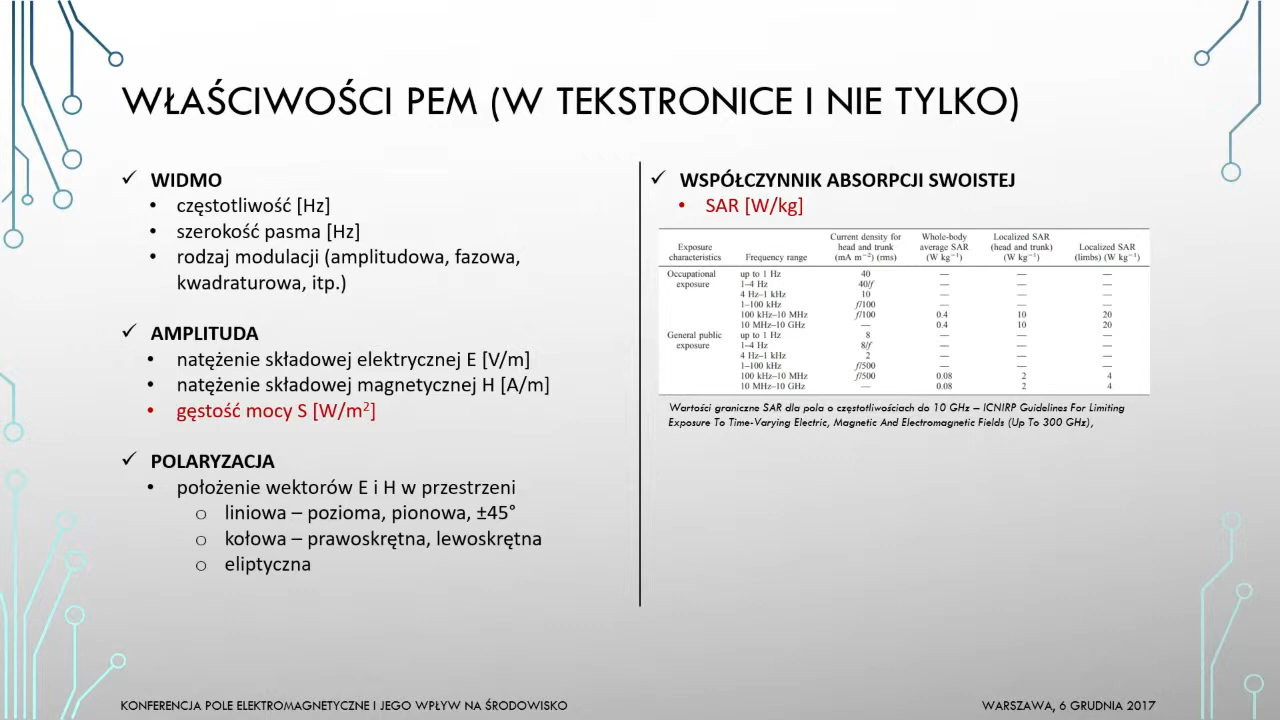 WŁAŚCIWOŚCI PEM (W TEKSTRONICE I NIE TYLKO)
✓ WIDMO
• częstotliwość [Hz]
• szerokość pasma [Hz]
• rodzaj modulacji (amplitudowa, fazowa,
kwadraturowa, itp.)
✓ AMPLITUDA
• natężenie składowej elektrycznej E [V/m]
• natężenie składowej magnetycznej H [A/m]
• gęstość mocy S [W/m²]
✓ POLARYZACJA
• położenie wektorów E i H w przestrzeni
o liniowa – pozioma, pionowa, ±45°
o kołowa – prawoskrętna, lewoskrętna
o eliptyczna
✓ WSPÓŁCZYNNIK ABSORPCJI SWOISTEJ
• SAR [W/kg]
Exposure characteristics Frequency range Current density for head and trunk (mA m⁻²) (rms) Whole-body average SAR (W kg⁻¹) Localized SAR (head and trunk) (W kg⁻¹) Localized SAR (limbs) (W kg⁻¹)
Occupational exposure up to 1 Hz 40 — — —
1–4 Hz 40/f — — —
4 Hz–1 kHz 10 — — —
1–100 kHz f/100 — — —
100 kHz–10 MHz f/100 0.4 10 20
10 MHz–10 GHz — 0.4 10 20
General public exposure up to 1 Hz 8 — — —
1–4 Hz 8/f — — —
4 Hz–1 kHz 2 — — —
1–100 kHz f/500 — — —
100 kHz–10 MHz f/500 0.08 2 4
10 MHz–10 GHz — 0.08 2 4
Wartości graniczne SAR dla pola o częstotliwościach do 10 GHz – ICNIRP Guidelines For Limiting
Exposure To Time-Varying Electric, Magnetic And Electromagnetic Fields (Up To 300 GHz),
KONFERENCJA POLE ELEKTROMAGNETYCZNE I JEGO WPŁYW NA ŚRODOWISKO
WARSZAWA, 6 GRUDNIA 2017